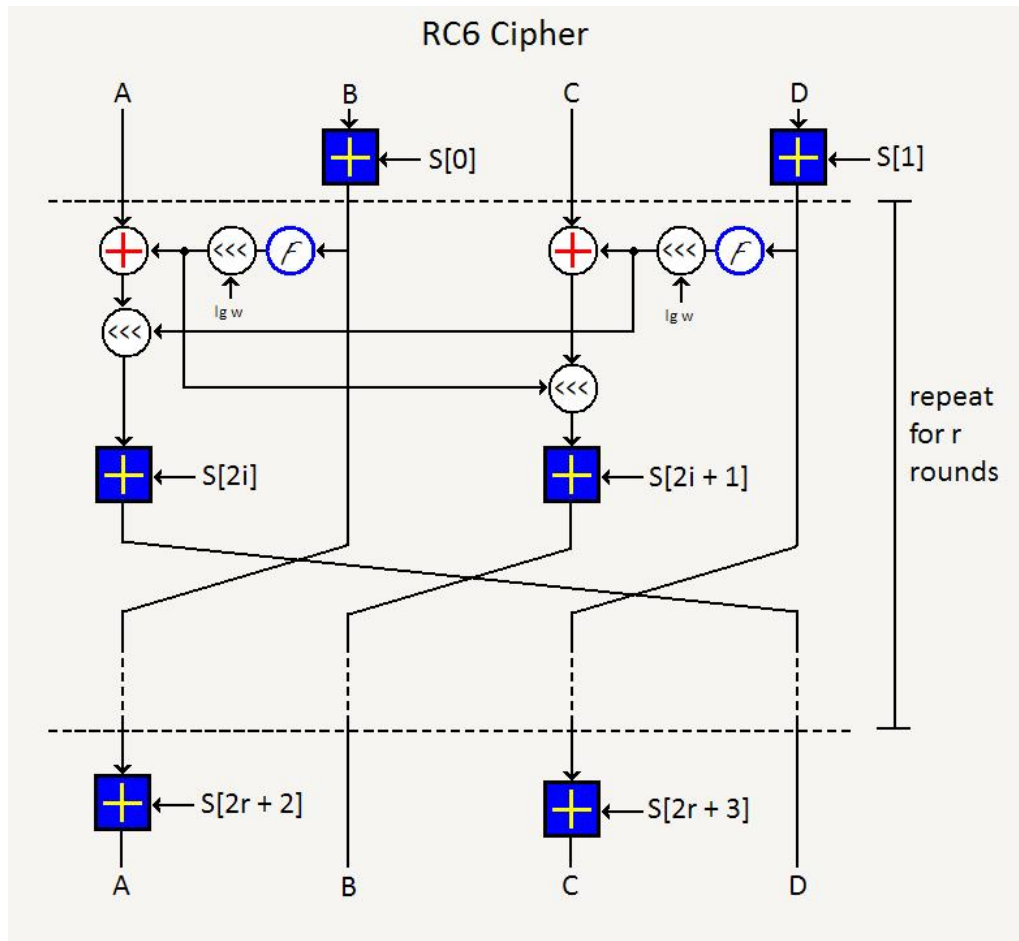 RC6 Cipher
A
B
C
D
S[0]
S[1]
<<<
F
<<<
F
lg w
lg w
<<<
<<<
repeat
for r
rounds
S[2i]
S[2i + 1]
S[2r + 2]
S[2r + 3]
A
B
C
D